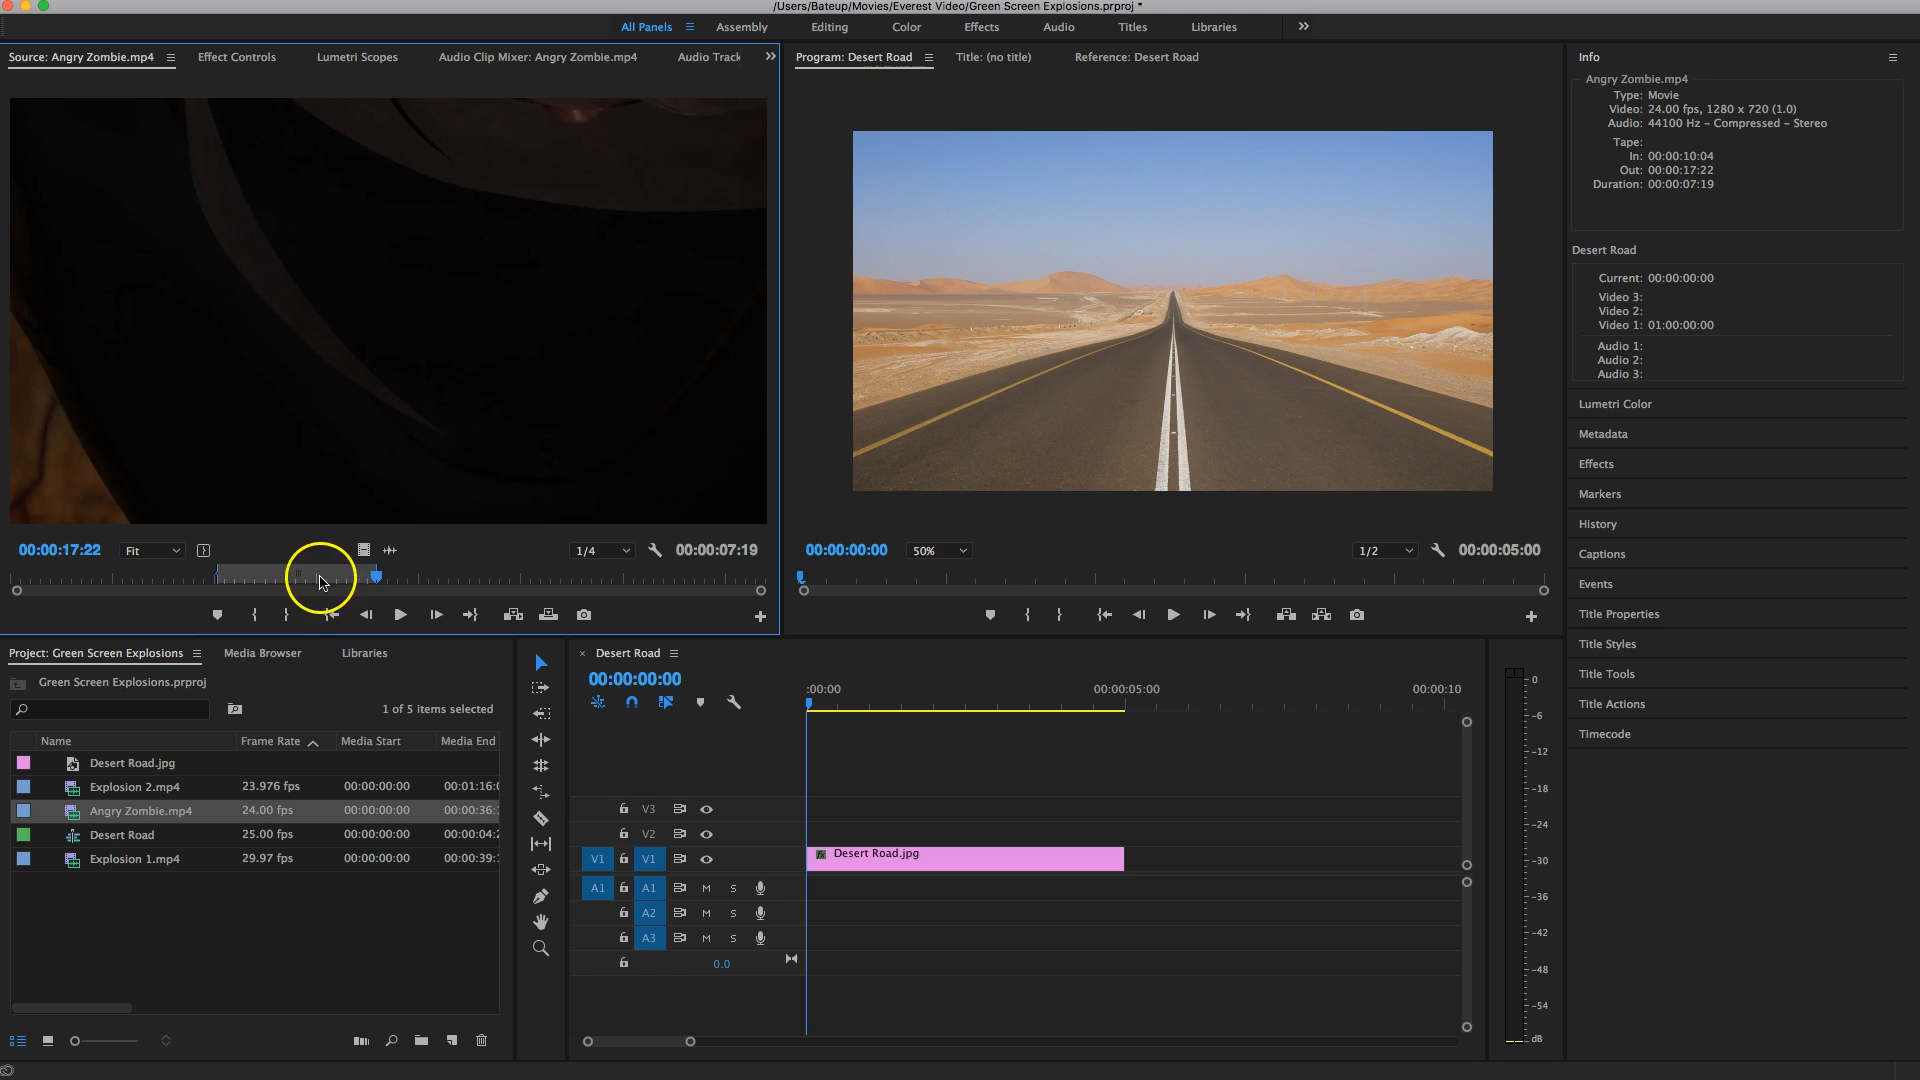 /Users/Bateup/Movies/Everest Video/Green Screen Explosions.prproj *
All Panels
Assembly
Editing
Color
Effects
Audio
Titles
Libraries
Source: Angry Zombie.mp4
Effect Controls
Lumetri Scopes
Audio Clip Mixer: Angry Zombie.mp4
Audio Track
Program: Desert Road
Title: (no title)
Reference: Desert Road
Info
Angry Zombie.mp4
Type: Movie
Video: 24.00 fps, 1280 x 720 (1.0)
Audio: 44100 Hz - Compressed - Stereo
Tape:
In: 00:00:10:04
Out: 00:00:17:22
Duration: 00:00:07:19
Desert Road
Current: 00:00:00:00
Video 3:
Video 2:
Video 1: 01:00:00:00
Audio 1:
Audio 2:
Audio 3:
Lumetri Color
Metadata
Effects
Markers
History
Captions
Events
Title Properties
Title Styles
Title Tools
Title Actions
Timecode
00:00:17:22
Fit
1/4
00:00:07:19
00:00:00:00
50%
1/2
00:00:05:00
Project: Green Screen Explosions
Media Browser
Libraries
Green Screen Explosions.prproj
1 of 5 items selected
Name
Frame Rate
Media Start
Media End
Desert Road.jpg
Explosion 2.mp4 23.976 fps 00:00:00:00 00:01:16:
Angry Zombie.mp4 24.00 fps 00:00:00:00 00:00:36:
Desert Road 25.00 fps 00:00:00:00 00:00:04:
Explosion 1.mp4 29.97 fps 00:00:00:00 00:00:39:
Desert Road
00:00:00:00
:00:00
00:00:05:00
00:00:10
V3
V2
V1 V1
Desert Road.jpg
A1 A1 M S
A2 M S
A3 M S
0.0
0
-6
-12
-18
-24
-30
-36
-42
-48
-54
dB